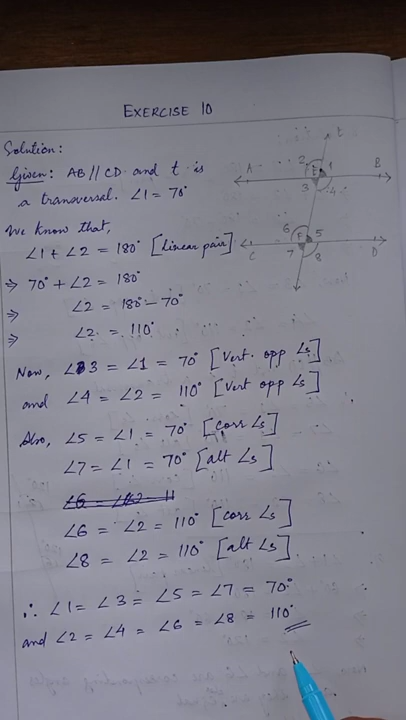 EXERCISE 10
Solution:
Given: AB // CD and t is
a transversal. ∠1 = 70°
We know that,
∠1 + ∠2 = 180° [linear pair]
⇒ 70° + ∠2 = 180°
⇒ ∠2 = 180° - 70°
⇒ ∠2 = 110°
Now, ∠3 = ∠1 = 70° [Vert. opp ∠s]
and ∠4 = ∠2 = 110° [Vert opp ∠s]
Also, ∠5 = ∠1 = 70° [corr ∠s]
∠7 = ∠1 = 70° [alt ∠s]
∠6 = ∠2 = 110° [corr ∠s]
∠8 = ∠2 = 110° [alt ∠s]
∴ ∠1 = ∠3 = ∠5 = ∠7 = 70°
and ∠2 = ∠4 = ∠6 = ∠8 = 110°
t
A 2 E 1 B
3 4
6 F 5
C 7 8 D